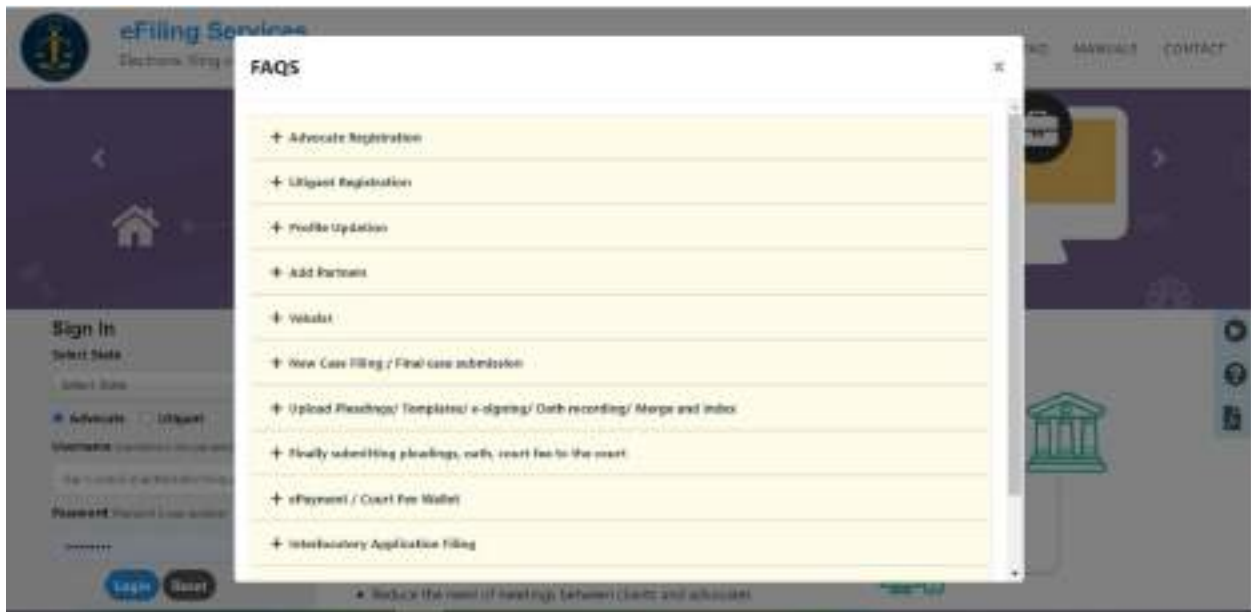 eFiling Services
Electronic filing
MANUALS CONTACT
FAQS
×
+ Advocate Registration
+ Litigant Registration
+ Profile Updation
+ Add Partners
+ Vakalat
+ New Case Filing / Final case submission
+ Upload Pleadings/ Templates/ e-signing/ Oath recording/ Merge and index
+ Finally submitting pleadings, oath, court fee to the court
+ ePayment / Court Fee Wallet
+ Interlocutory Application Filing
Sign In
Select State
Select State
Advocate Litigant
Username
Password
Login Reset
Reduce the need of meetings between clients and advocates